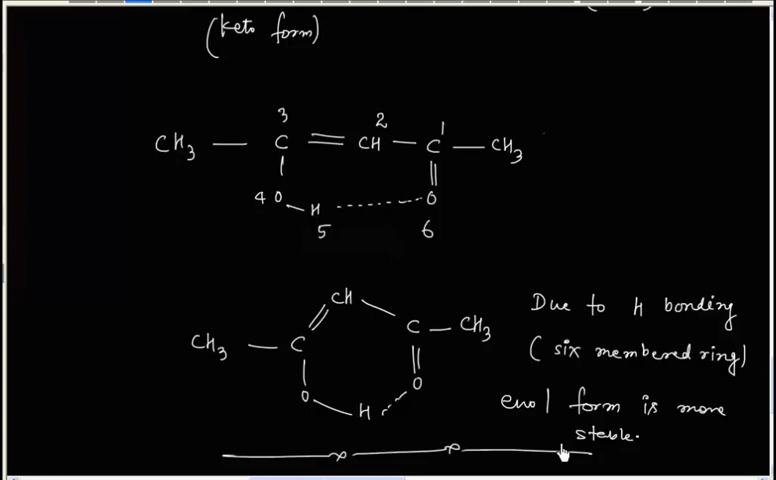 (keto form)
3 2 1
CH3 — C = CH — C — CH3
4 O O
H
5 6
CH
C — CH3
CH3 — C
O
O
H
Due to H bonding
(six membered ring)
enol form is more
stable.